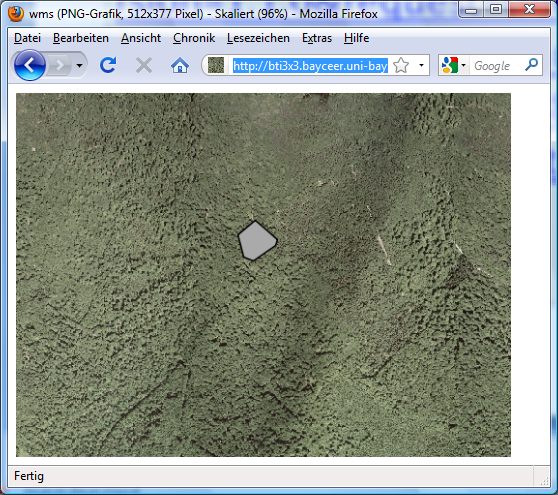 wms (PNG-Grafik, 512x377 Pixel) - Skaliert (96%) - Mozilla Firefox
Datei Bearbeiten Ansicht Chronik Lesezeichen Extras Hilfe
http://bti3x3.bayceer.uni-bay
Google
Fertig